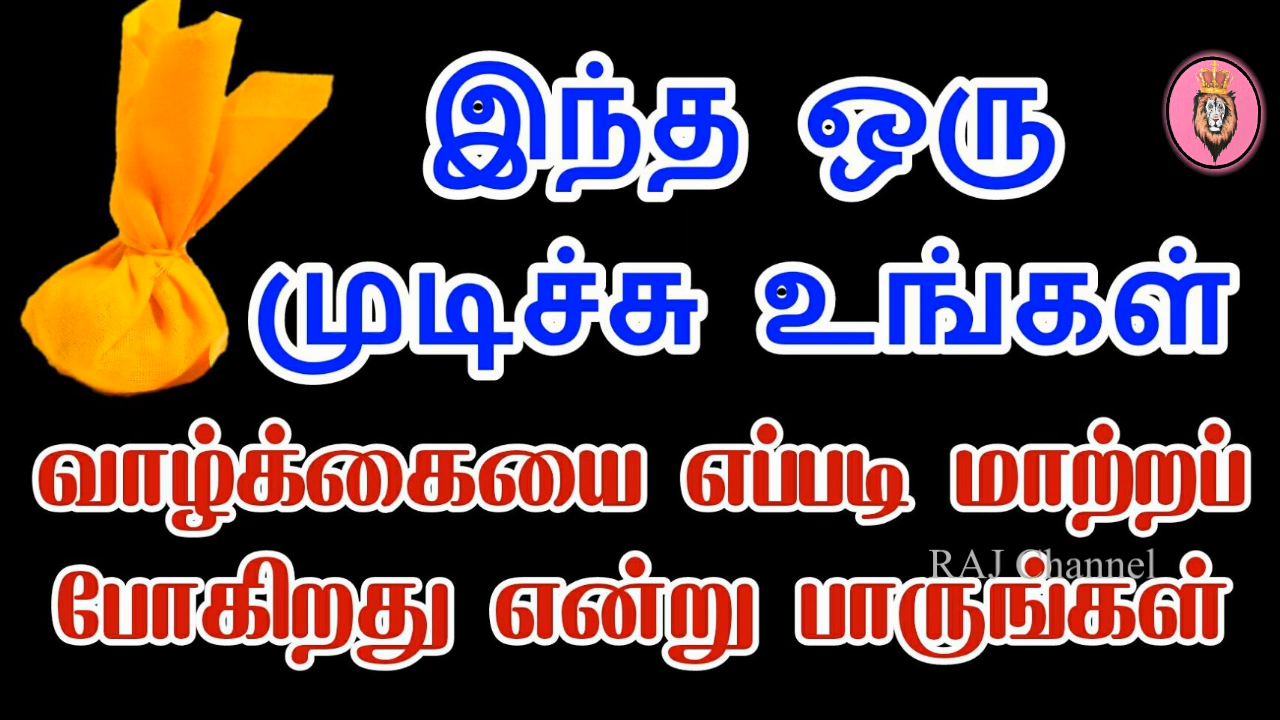 இந்த ஒரு
முடிச்சு உங்கள்
வாழ்க்கையை எப்படி மாற்றப்
போகிறது என்று பாருங்கள்
RAJ Channel